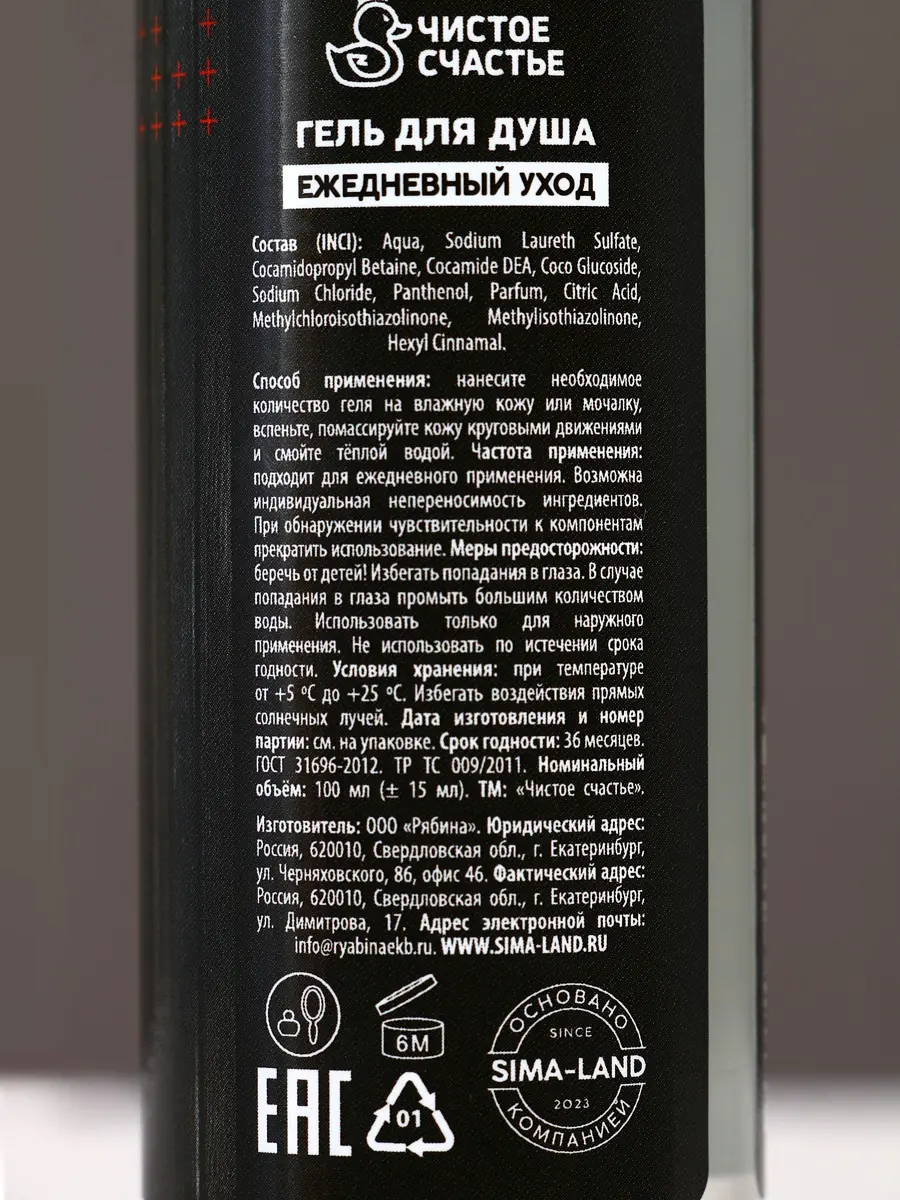 ЧИСТОЕ
СЧАСТЬЕ
ГЕЛЬ ДЛЯ ДУША
ЕЖЕДНЕВНЫЙ УХОД
Состав (INCI): Aqua, Sodium Laureth Sulfate,
Cocamidopropyl Betaine, Cocamide DEA, Coco Glucoside,
Sodium Chloride, Panthenol, Parfum, Citric Acid,
Methylchloroisothiazolinone, Methylisothiazolinone,
Hexyl Cinnamal.
Способ применения: нанесите необходимое
количество геля на влажную кожу или мочалку,
вспеньте, помассируйте кожу круговыми движениями
и смойте тёплой водой. Частота применения:
подходит для ежедневного применения. Возможна
индивидуальная непереносимость ингредиентов.
При обнаружении чувствительности к компонентам
прекратить использование. Меры предосторожности:
беречь от детей! Избегать попадания в глаза. В случае
попадания в глаза промыть большим количеством
воды. Использовать только для наружного
применения. Не использовать по истечении срока
годности. Условия хранения: при температуре
от +5 ºC до +25 ºC. Избегать воздействия прямых
солнечных лучей. Дата изготовления и номер
партии: см. на упаковке. Срок годности: 36 месяцев.
ГОСТ 31696-2012. ТР ТС 009/2011. Номинальный
объём: 100 мл (± 15 мл). ТМ: «Чистое счастье».
Изготовитель: ООО «Рябина». Юридический адрес:
Россия, 620010, Свердловская обл., г. Екатеринбург,
ул. Черняховского, 86, офис 46. Фактический адрес:
Россия, 620010, Свердловская обл., г. Екатеринбург,
ул. Димитрова, 17. Адрес электронной почты:
info@ryabinaekb.ru. WWW.SIMA-LAND.RU
6M
EAC
01
ОСНОВАНО
SINCE
SIMA-LAND
2023
КОМПАНИЕЙ